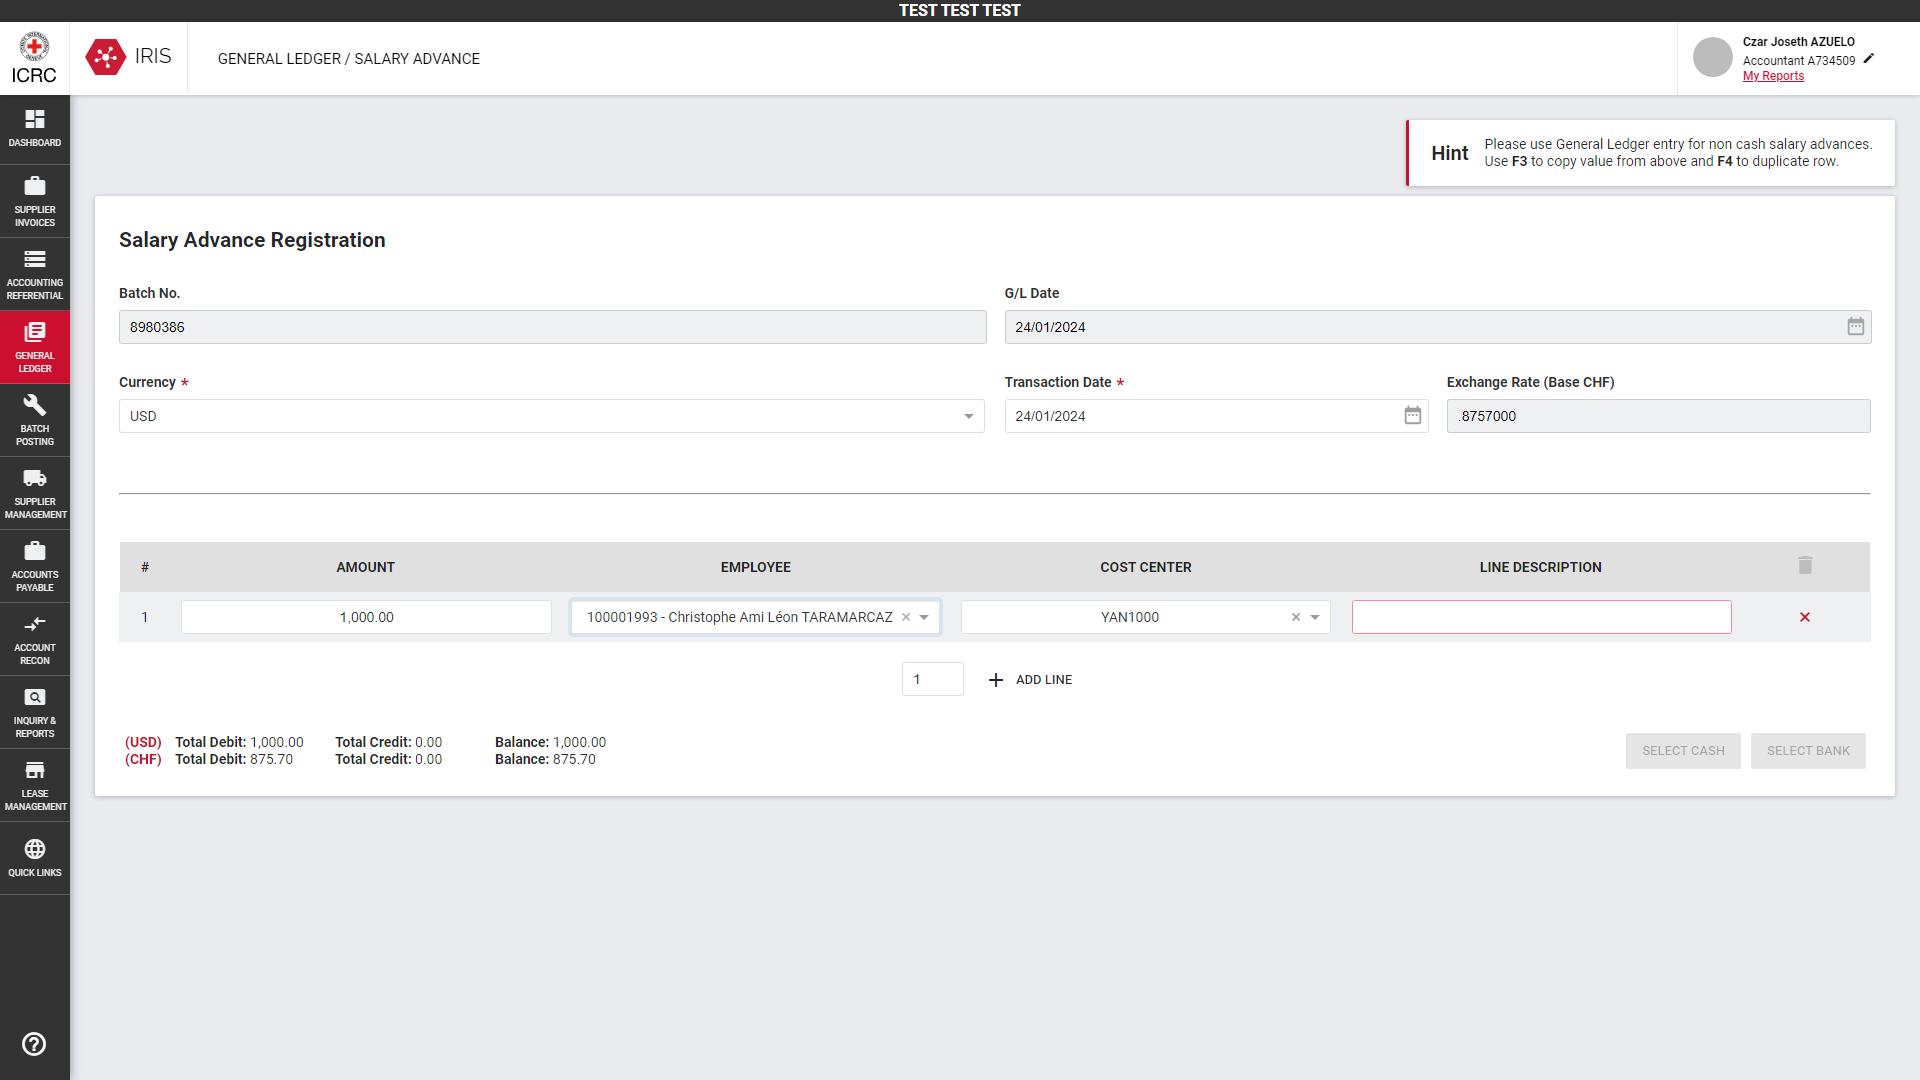 TEST TEST TEST
ICRC
IRIS
GENERAL LEDGER / SALARY ADVANCE
Czar Joseth AZUELO
Accountant A734509
My Reports
DASHBOARD
SUPPLIER
INVOICES
ACCOUNTING
REFERENTIAL
GENERAL
LEDGER
BATCH
POSTING
SUPPLIER
MANAGEMENT
ACCOUNTS
PAYABLE
ACCOUNT
RECON
INQUIRY &
REPORTS
LEASE
MANAGEMENT
QUICK LINKS
Hint
Please use General Ledger entry for non cash salary advances.
Use F3 to copy value from above and F4 to duplicate row.
Salary Advance Registration
Batch No.
8980386
G/L Date
24/01/2024
Currency *
USD
Transaction Date *
24/01/2024
Exchange Rate (Base CHF)
.8757000
# AMOUNT EMPLOYEE COST CENTER LINE DESCRIPTION
1 1,000.00 100001993 - Christophe Ami Léon TARAMARCAZ × YAN1000 ×
1 + ADD LINE
(USD) Total Debit: 1,000.00 Total Credit: 0.00 Balance: 1,000.00
(CHF) Total Debit: 875.70 Total Credit: 0.00 Balance: 875.70
SELECT CASH SELECT BANK